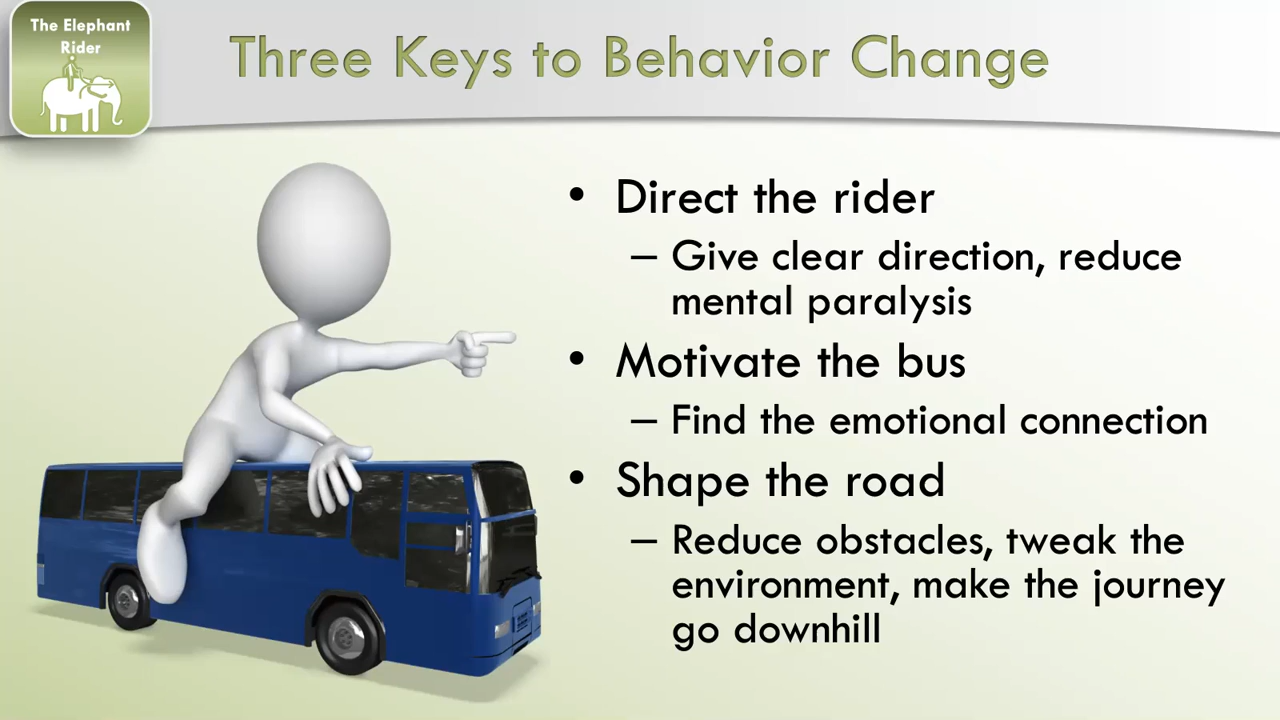 The Elephant
Rider
Three Keys to Behavior Change
• Direct the rider
– Give clear direction, reduce
mental paralysis
• Motivate the bus
– Find the emotional connection
• Shape the road
– Reduce obstacles, tweak the
environment, make the journey
go downhill